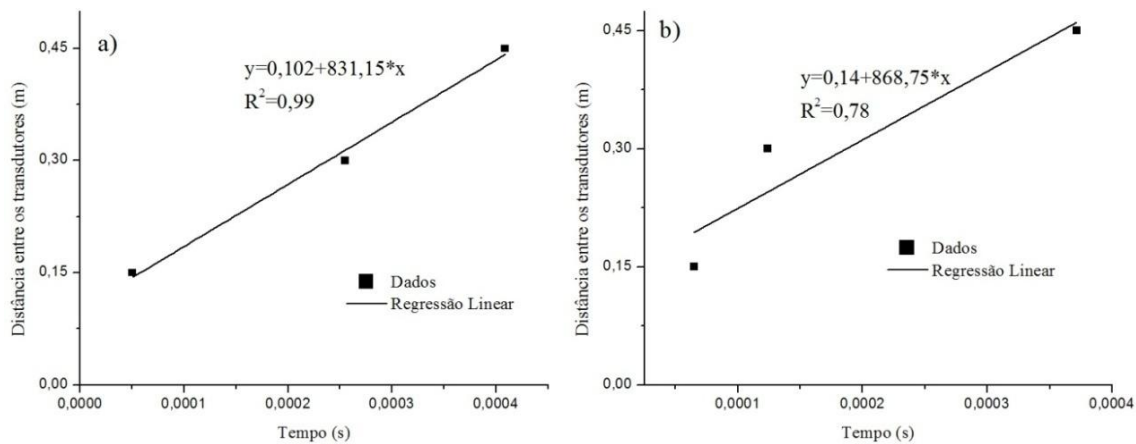 a)
y=0,102+831,15*x
R²=0,99
Distância entre os transdutores (m)
0,45
0,30
0,15
0,00
Dados
Regressão Linear
0,0000 0,0001 0,0002 0,0003 0,0004
Tempo (s)
b)
y=0,14+868,75*x
R²=0,78
Distância entre os transdutores (m)
0,45
0,30
0,15
0,00
Dados
Regressão Linear
0,0001 0,0002 0,0003 0,0004
Tempo (s)